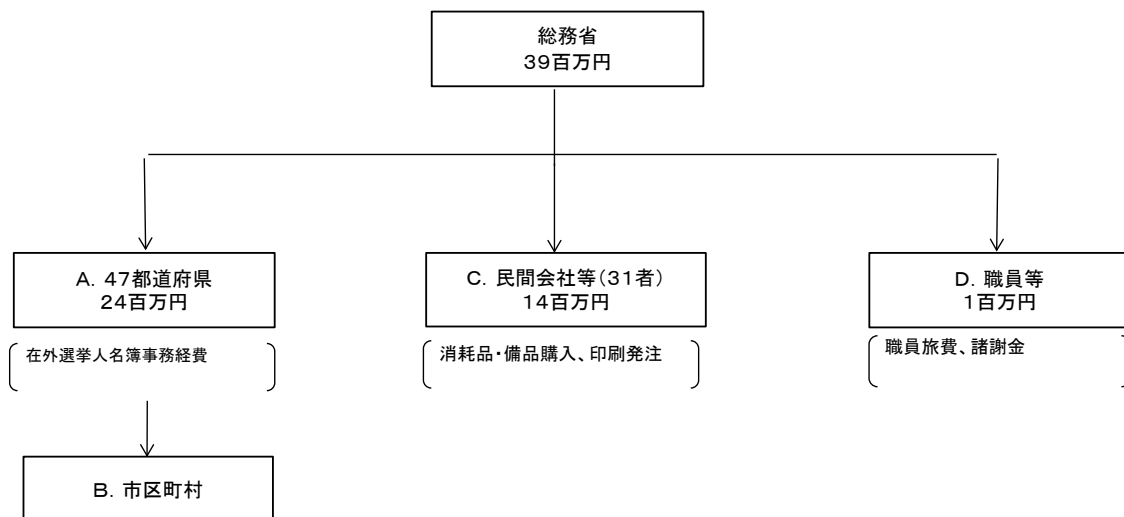 総務省
39百万円
A. 47都道府県
24百万円
在外選挙人名簿事務経費
B. 市区町村
C. 民間会社等(31者)
14百万円
消耗品・備品購入、印刷発注
D. 職員等
1百万円
職員旅費、諸謝金